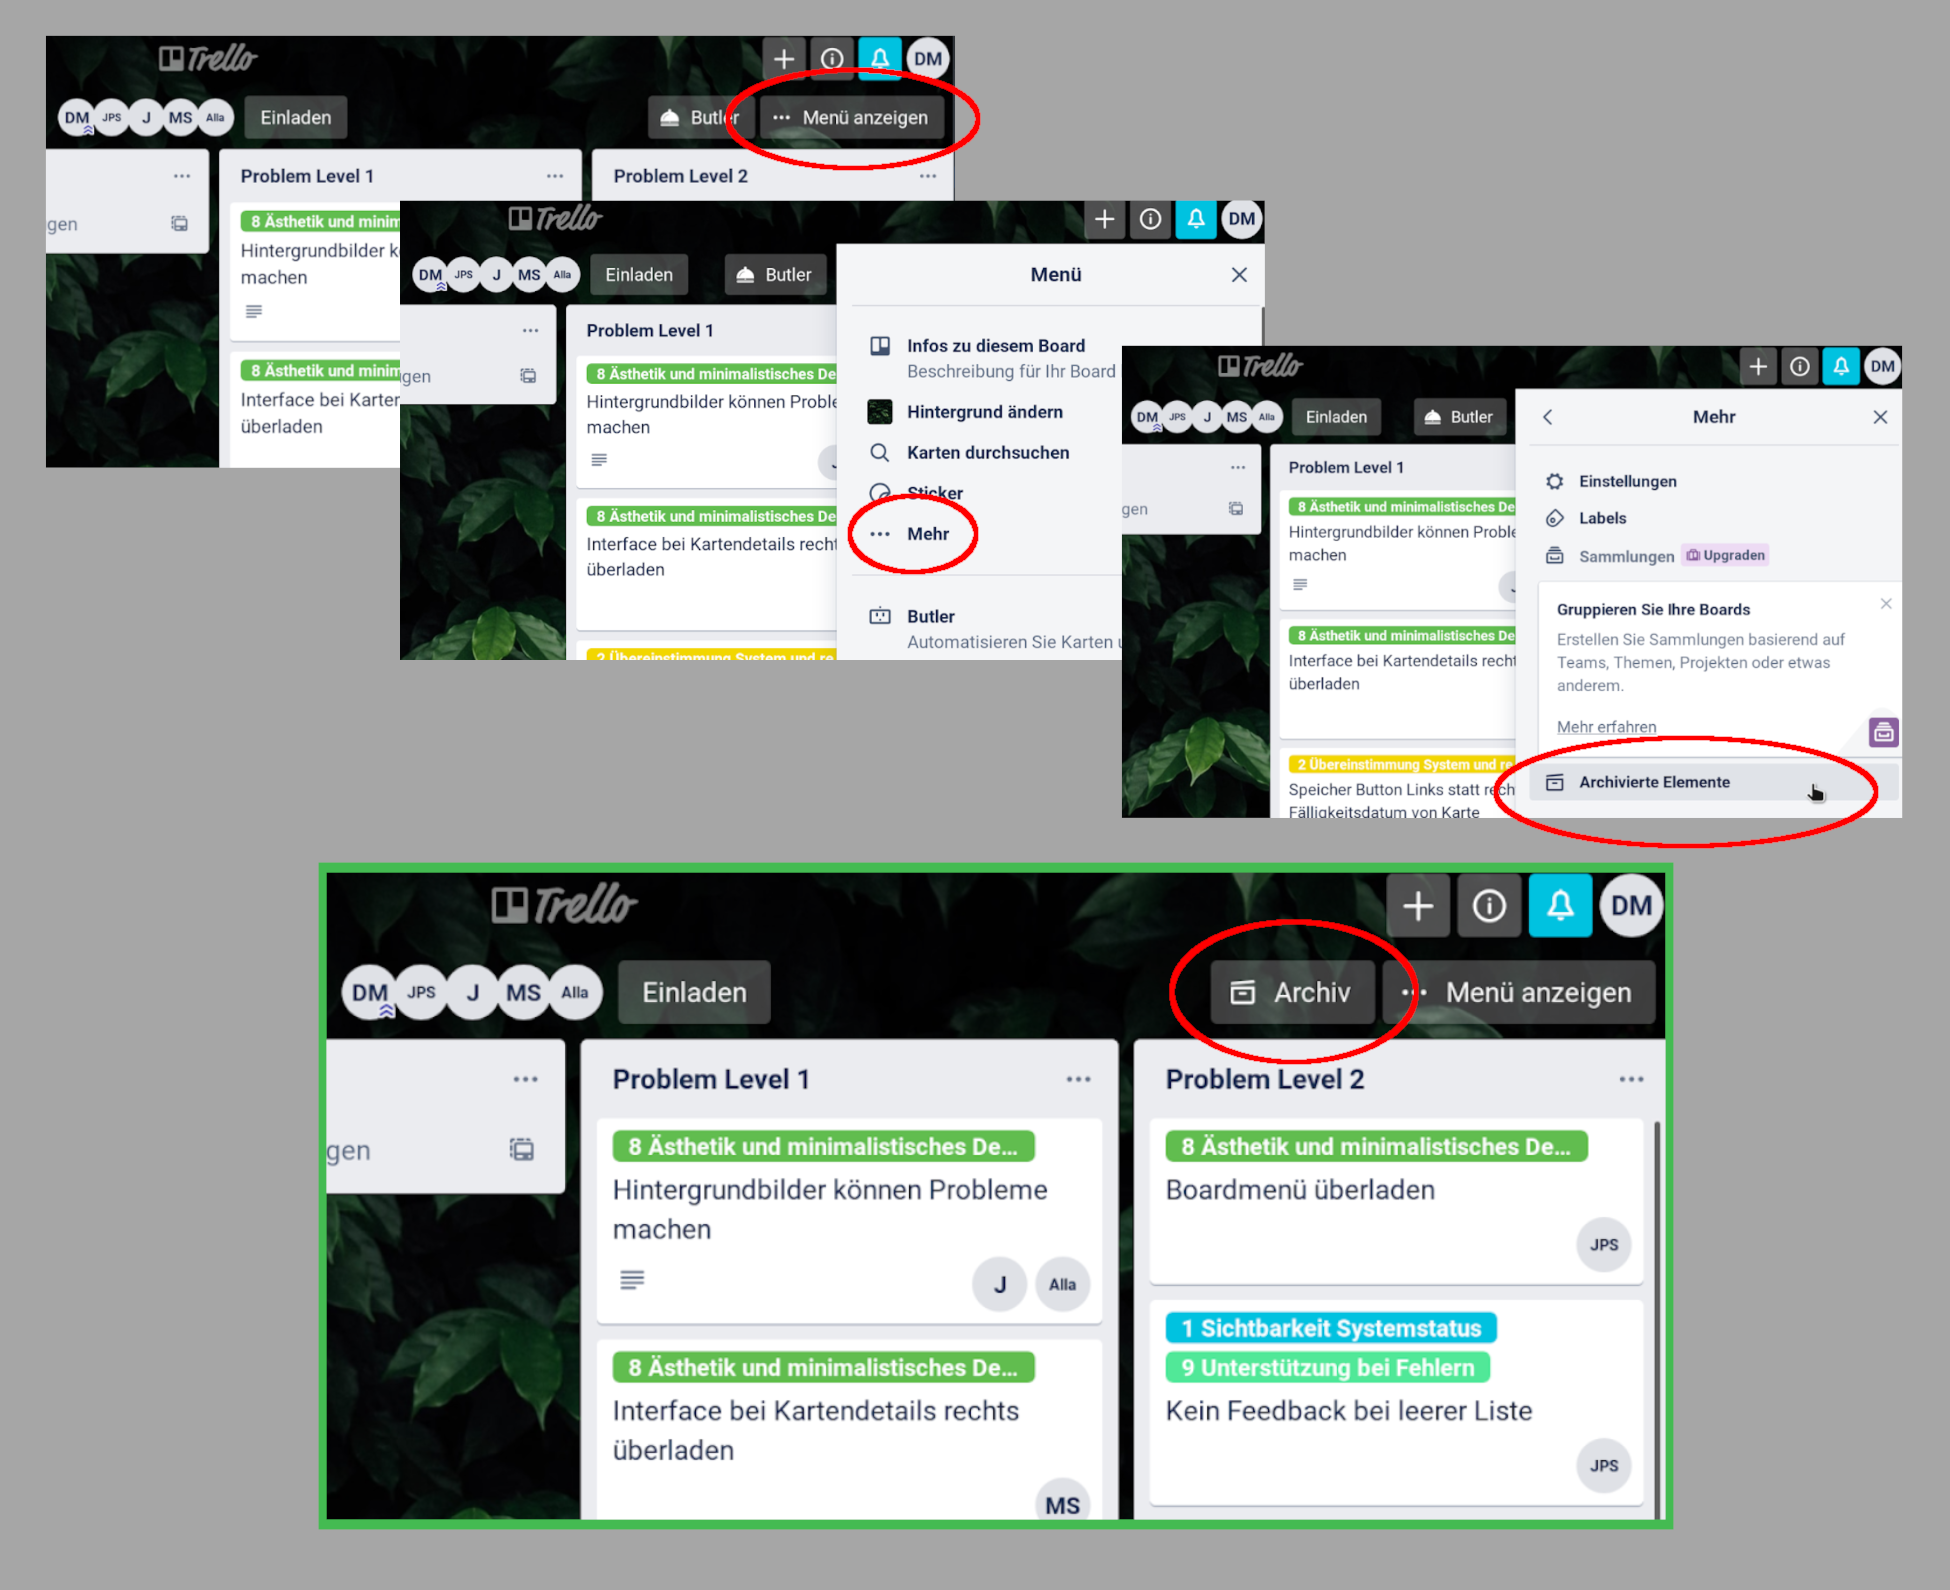 Trello
DM
DM JPS J MS Alla Einladen Butler Menü anzeigen
Problem Level 1 Problem Level 2
gen
8 Ästhetik und minim
Hintergrundbilder k
machen
8 Ästhetik und minim
Interface bei Karter
überladen
Trello
DM
DM JPS J MS Alla Einladen Butler
Menü
Problem Level 1
gen
8 Ästhetik und minimalistisches De
Hintergrundbilder können Proble
machen
8 Ästhetik und minimalistisches De
Interface bei Kartendetails recht
überladen
2 Übereinstimmung System und re
Infos zu diesem Board
Beschreibung für Ihr Board
Hintergrund ändern
Karten durchsuchen
Sticker
Mehr
Butler
Automatisieren Sie Karten u
Trello
DM
DM JPS J MS Alla Einladen Butler
Mehr
Problem Level 1
gen
8 Ästhetik und minimalistisches De
Hintergrundbilder können Proble
machen
8 Ästhetik und minimalistisches De
Interface bei Kartendetails recht
überladen
2 Übereinstimmung System und re
Speicher Button Links statt rech
Fälligkeitsdatum von Karte
Einstellungen
Labels
Sammlungen Upgraden
Gruppieren Sie Ihre Boards
Erstellen Sie Sammlungen basierend auf
Teams, Themen, Projekten oder etwas
anderem.
Mehr erfahren
Archivierte Elemente
Trello
DM
DM JPS J MS Alla Einladen Archiv Menü anzeigen
gen
Problem Level 1
8 Ästhetik und minimalistisches De...
Hintergrundbilder können Probleme
machen
J Alla
8 Ästhetik und minimalistisches De...
Interface bei Kartendetails rechts
überladen
MS
Problem Level 2
8 Ästhetik und minimalistisches De...
Boardmenü überladen
JPS
1 Sichtbarkeit Systemstatus
9 Unterstützung bei Fehlern
Kein Feedback bei leerer Liste
JPS